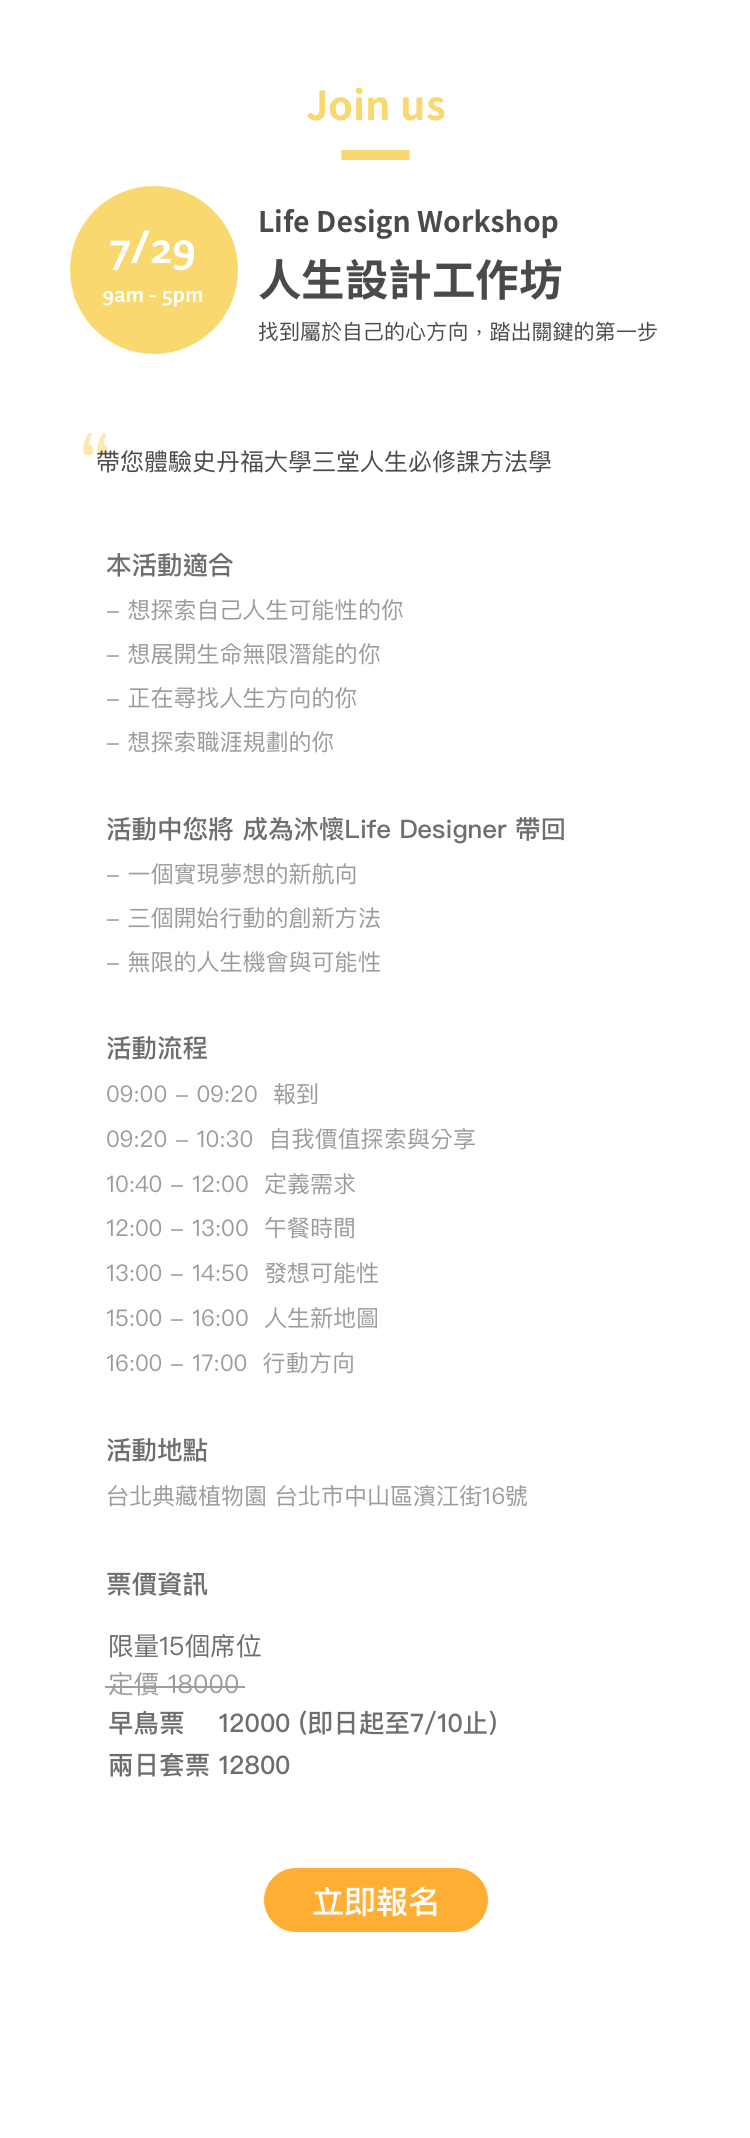 Join us
7/29
9am - 5pm
Life Design Workshop
人生設計工作坊
找到屬於自己的心方向，踏出關鍵的第一步
“
帶您體驗史丹福大學三堂人生必修課方法學
本活動適合
– 想探索自己人生可能性的你
– 想展開生命無限潛能的你
– 正在尋找人生方向的你
– 想探索職涯規劃的你
活動中您將 成為沐懷Life Designer 帶回
– 一個實現夢想的新航向
– 三個開始行動的創新方法
– 無限的人生機會與可能性
活動流程
09:00 – 09:20 報到
09:20 – 10:30 自我價值探索與分享
10:40 – 12:00 定義需求
12:00 – 13:00 午餐時間
13:00 – 14:50 發想可能性
15:00 – 16:00 人生新地圖
16:00 – 17:00 行動方向
活動地點
台北典藏植物園 台北市中山區濱江街16號
票價資訊
限量15個席位
定價 18000
早鳥票 12000 (即日起至7/10止)
兩日套票 12800
立即報名